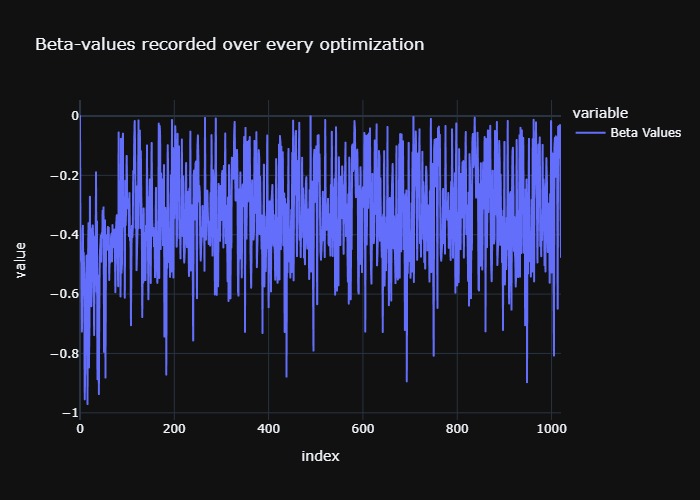 Beta-values recorded over every optimization
variable
Beta Values
value
0
−0.2
−0.4
−0.6
−0.8
−1
0 200 400 600 800 1000
index